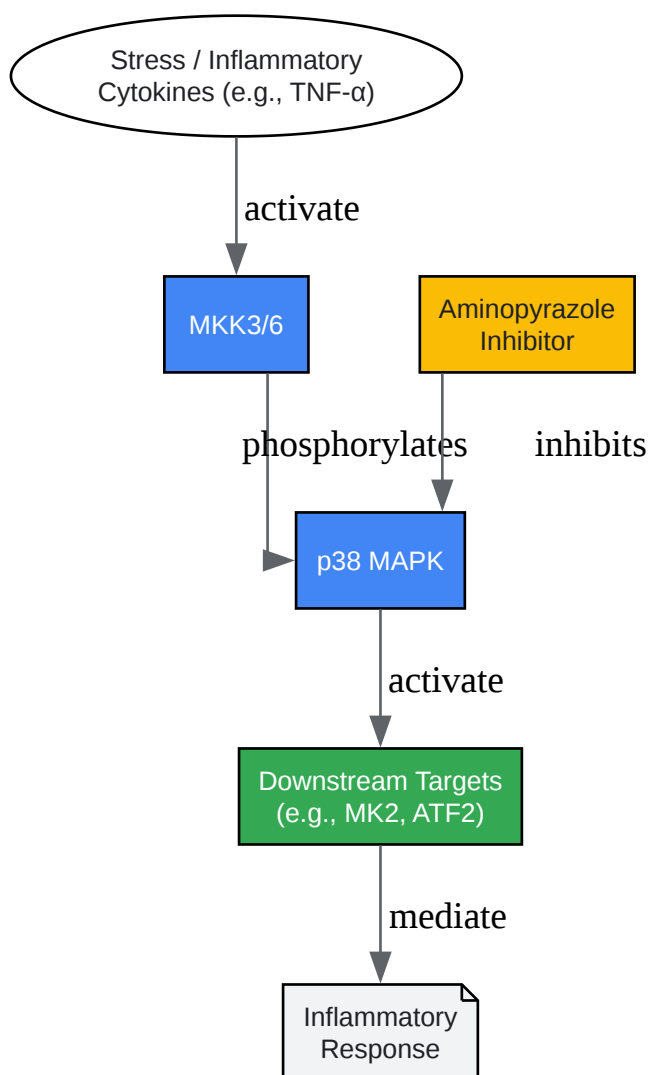 Stress / Inflammatory
Cytokines (e.g., TNF-α)
activate
MKK3/6
Aminopyrazole
Inhibitor
phosphorylates
inhibits
p38 MAPK
activate
Downstream Targets
(e.g., MK2, ATF2)
mediate
Inflammatory
Response